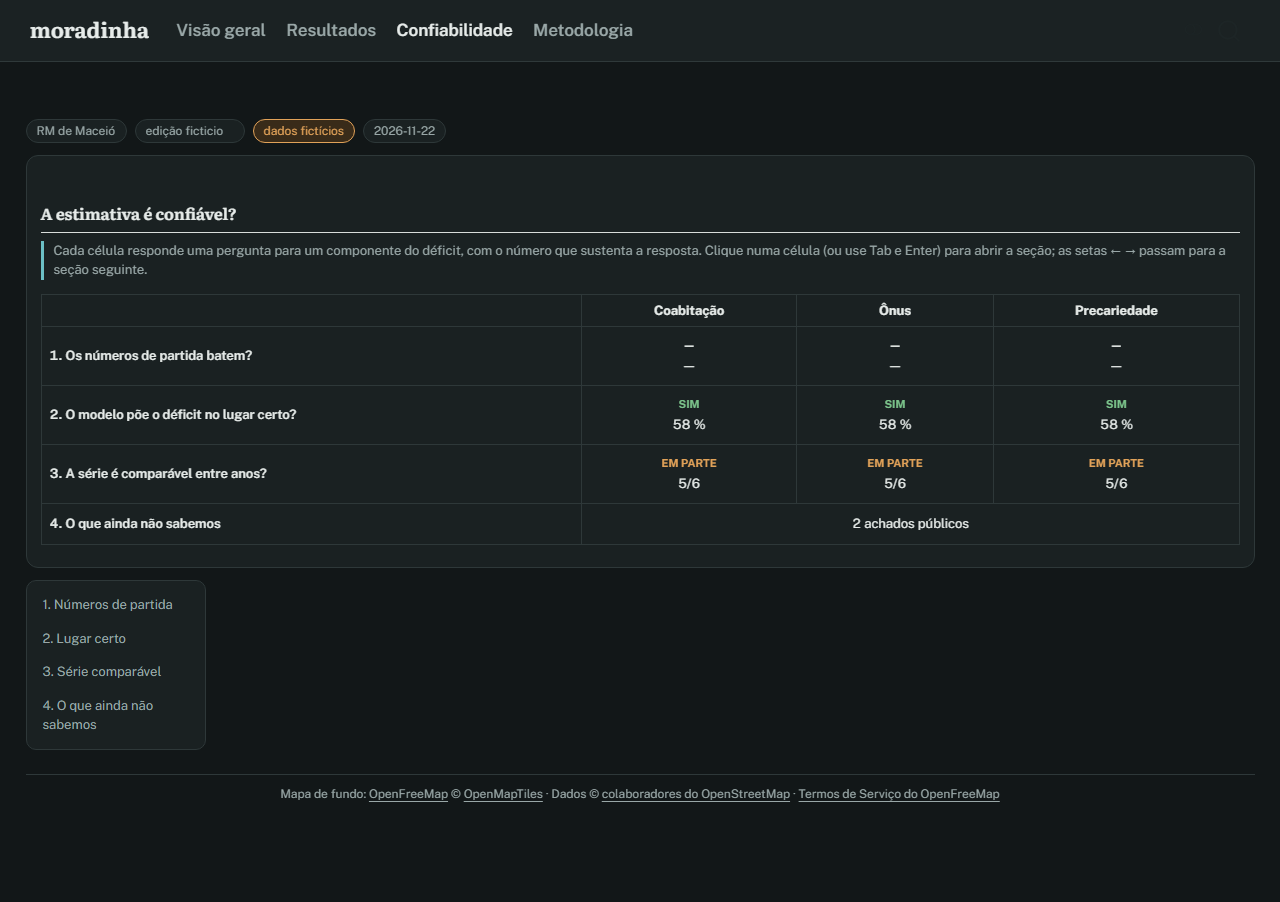 moradinha Visão geral Resultados Confiabilidade Metodologia
RM de Maceió edição ficticio dados fictícios 2026-11-22
A estimativa é confiável?
Cada célula responde uma pergunta para um componente do déficit, com o número que sustenta a resposta. Clique numa célula (ou use Tab e Enter) para abrir a seção; as setas ← → passam para a
seção seguinte.
Coabitação Ônus Precariedade
1. Os números de partida batem? — — —
— — —
2. O modelo põe o déficit no lugar certo? SIM SIM SIM
58 % 58 % 58 %
3. A série é comparável entre anos? EM PARTE EM PARTE EM PARTE
5/6 5/6 5/6
4. O que ainda não sabemos 2 achados públicos
1. Números de partida
2. Lugar certo
3. Série comparável
4. O que ainda não
sabemos
Mapa de fundo: OpenFreeMap © OpenMapTiles · Dados © colaboradores do OpenStreetMap · Termos de Serviço do OpenFreeMap